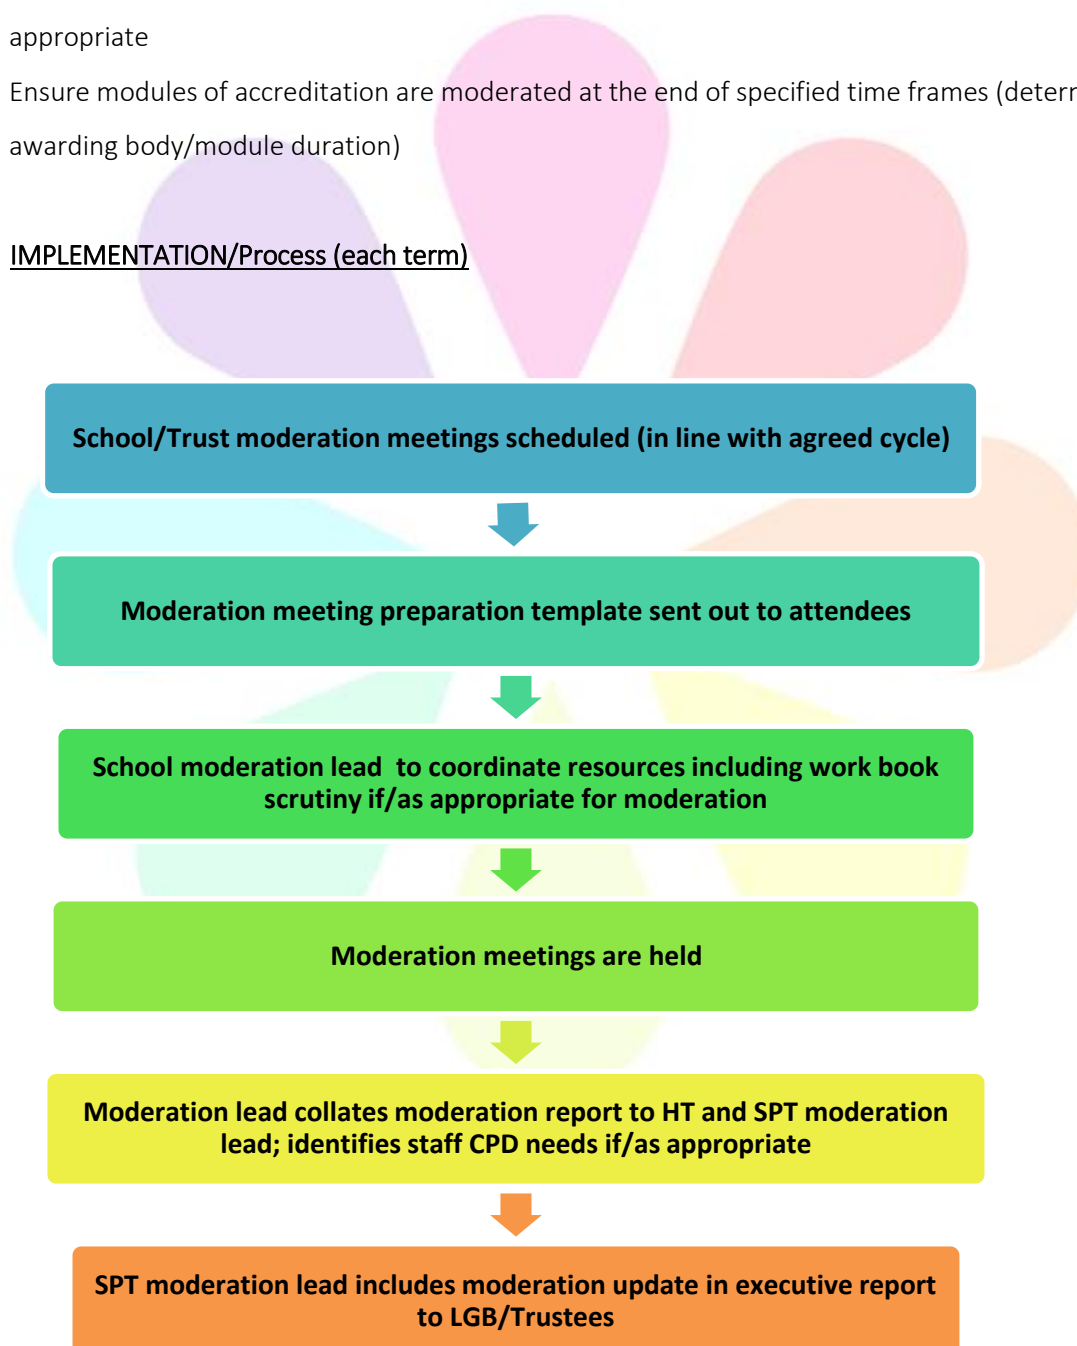 appropriate
Ensure modules of accreditation are moderated at the end of specified time frames
awarding body/module duration)
IMPLEMENTATION/Process (each term)
School/Trust moderation meetings scheduled (in line with agreed cycle)
Moderation meeting preparation template sent out to attendees
School moderation lead  to coordinate resources including work book
scrutiny if/as appropriate for moderation
Moderation meetings are held
Moderation lead collates moderation report to HT and SPT moderation
lead; identifies staff CPD needs if/as appropriate
SPT moderation lead includes moderation update in executive report
to LGB/Trustees